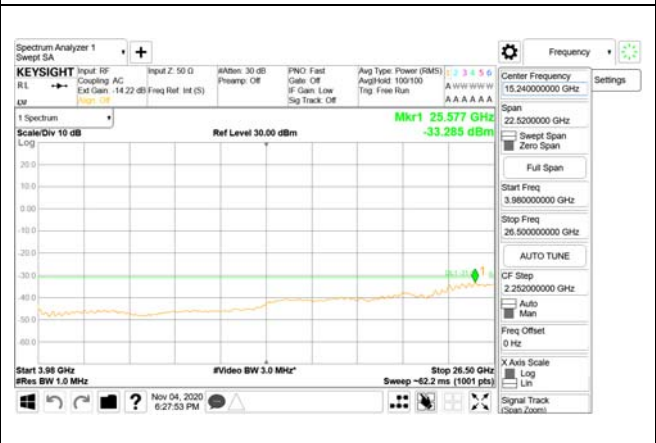 Spectrum Analyzer 1
Swept SA
Frequency
KEYSIGHT
RL
Input: RF
Coupling: AC
Ext Gain: -14.22 dB
Align: Off
Input Z: 50 Ω
Freq Ref: Int (S)
#Atten: 30 dB
Preamp: Off
PNO: Fast
Gate: Off
IF Gain: Low
Sig Track: Off
Avg Type: Power (RMS)
Avg|Hold: 100/100
Trig: Free Run
1 2 3 4 5 6
A W W W W W
A A A A A A
Center Frequency
15.240000000 GHz
Settings
1 Spectrum
Mkr1 25.577 GHz
Scale/Div 10 dB
Ref Level 30.00 dBm
-33.285 dBm
Log
Span
22.5200000 GHz
Swept Span
Zero Span
Full Span
Start Freq
3.980000000 GHz
Stop Freq
26.500000000 GHz
AUTO TUNE
CF Step
2.252000000 GHz
Auto
Man
Freq Offset
0 Hz
X Axis Scale
Log
Lin
Signal Track
(Span Zoom)
20.0
10.0
0.00
-10.0
-20.0
-30.0
-40.0
-50.0
-60.0
1
Start 3.98 GHz
#Video BW 3.0 MHz*
Stop 26.50 GHz
#Res BW 1.0 MHz
Sweep ~62.2 ms (1001 pts)
?
Nov 04, 2020
6:27:53 PM